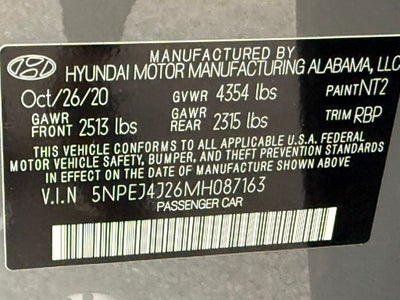 MANUFACTURED BY
HYUNDAI MOTOR MANUFACTURING ALABAMA, LLC
Oct/26/20 GVWR 4354 lbs PAINT NT2
GAWR FRONT 2513 lbs GAWR REAR 2315 lbs TRIM RBP
THIS VEHICLE CONFORMS TO ALL APPLICABLE U.S.A. FEDERAL
MOTOR VEHICLE SAFETY, BUMPER, AND THEFT PREVENTION STANDARDS
IN EFFECT ON THE DATE OF MANUFACTURE SHOWN ABOVE.
V.I.N 5NPEJ4J26MH087163
PASSENGER CAR